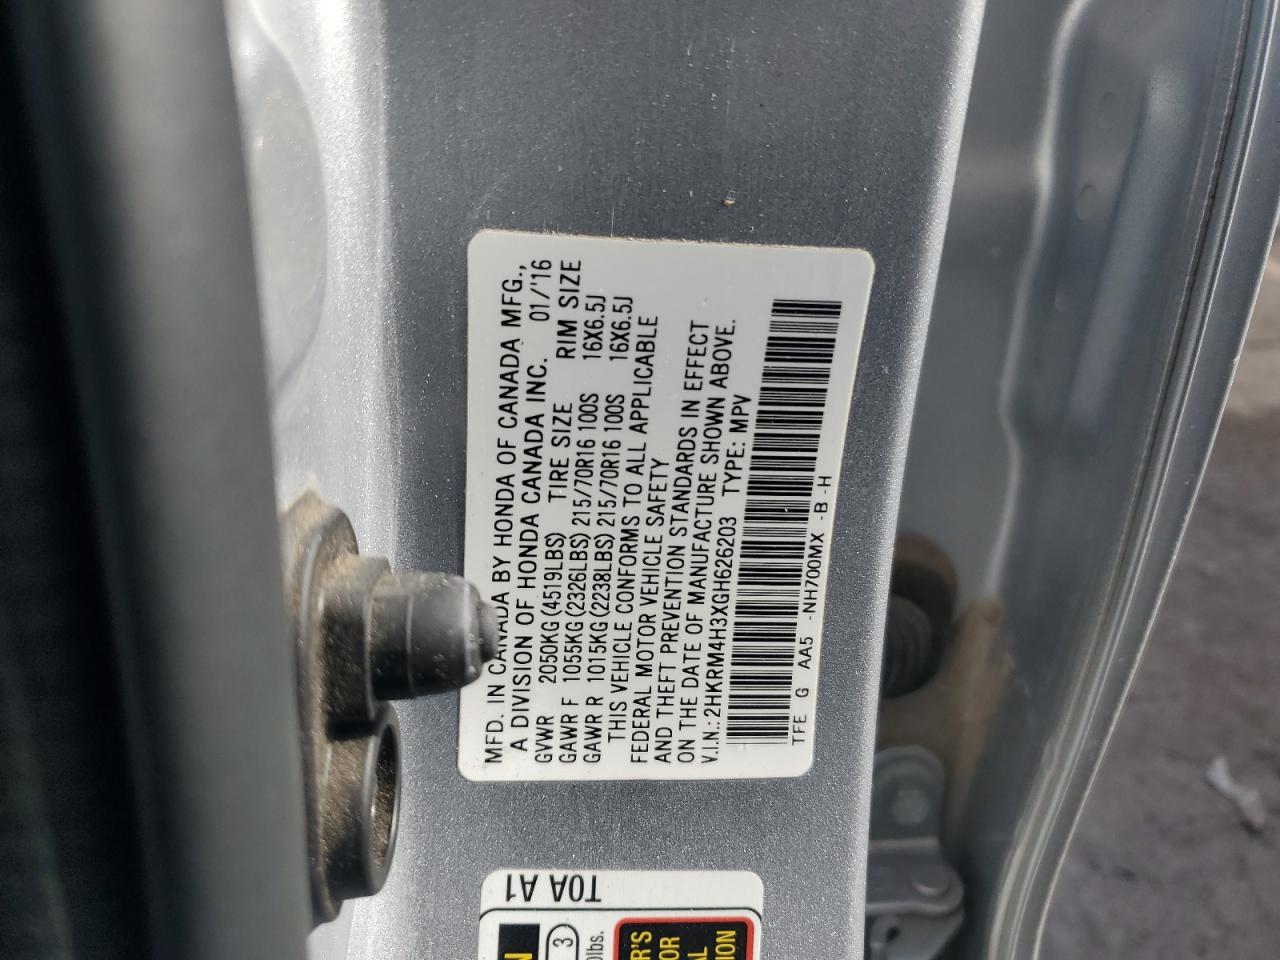 MFD. IN CANADA BY HONDA OF CANADA MFG.,
A DIVISION OF HONDA CANADA INC. 01/'16
GVWR 2050KG(4519LBS) TIRE SIZE RIM SIZE
GAWR F 1055KG(2326LBS) 215/70R16 100S 16X6.5J
GAWR R 1015KG(2238LBS) 215/70R16 100S 16X6.5J
THIS VEHICLE CONFORMS TO ALL APPLICABLE
FEDERAL MOTOR VEHICLE SAFETY
AND THEFT PREVENTION STANDARDS IN EFFECT
ON THE DATE OF MANUFACTURE SHOWN ABOVE.
V.I.N.: 2HKRM4H3XGH626203 TYPE: MPV
TFE G AA5 -NH700MX -B-H
T0A A1
3
lbs.